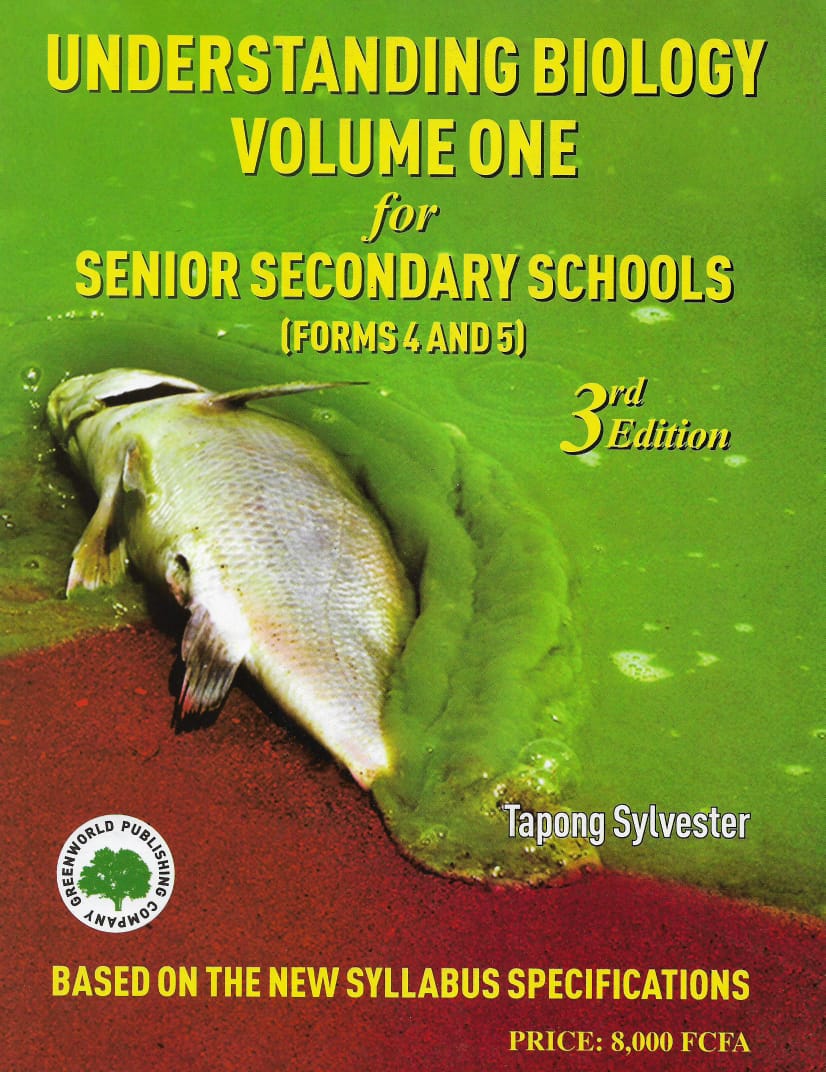 UNDERSTANDING BIOLOGY
VOLUME ONE
for
SENIOR SECONDARY SCHOOLS
(FORMS 4 AND 5)
3rd
Edition
Tapong Sylvester
GREENWORLD PUBLISHING COMPANY
BASED ON THE NEW SYLLABUS SPECIFICATIONS
PRICE: 8,000 FCFA